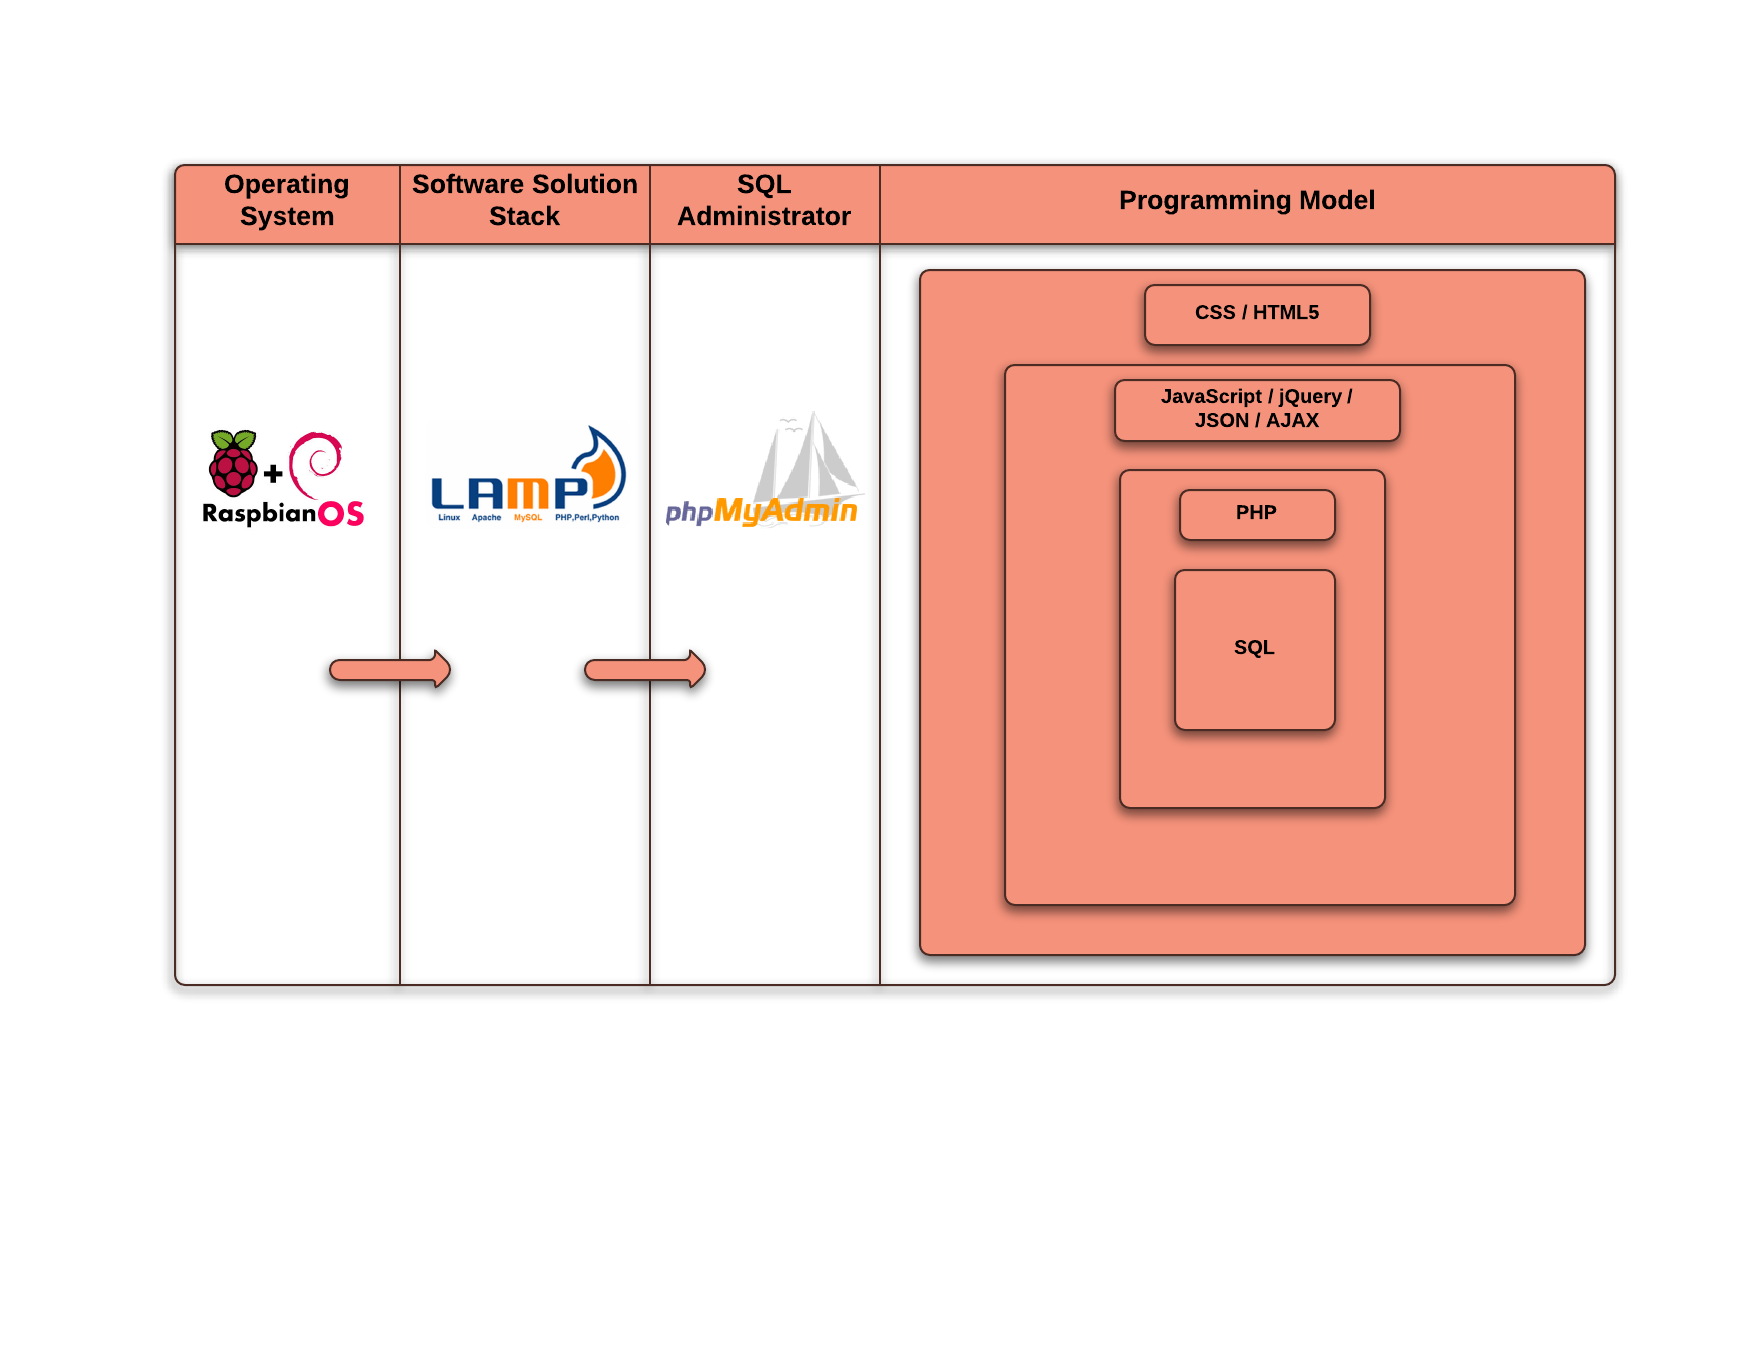 Operating
System
Software Solution
Stack
SQL
Administrator
Programming Model
CSS / HTML5
JavaScript / jQuery /
JSON / AJAX
PHP
SQL
+
RaspbianOS
LAMP
Linux Apache MySQL PHP,Perl,Python
phpMyAdmin